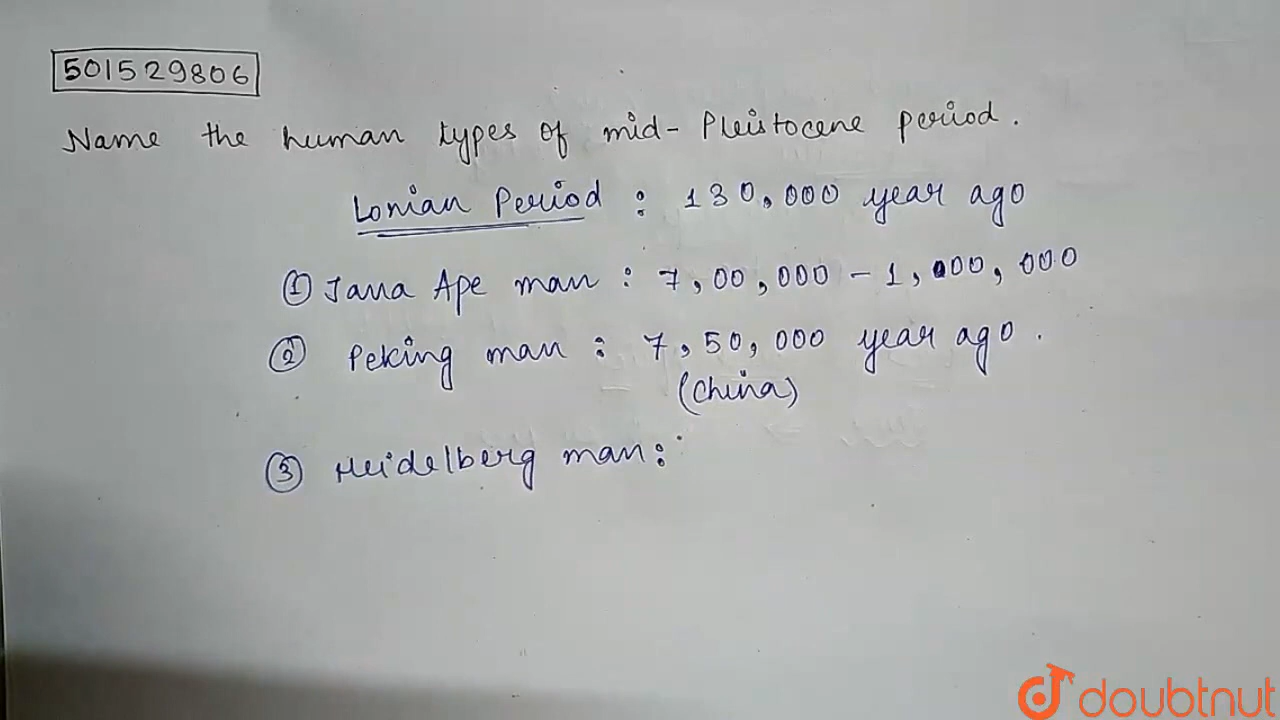 501529806
Name the human types of mid-Pleistocene period.
Ionian Period : 130,000 year ago
① Java Ape man : 7,00,000 - 1,000,000
② Peking man : 7,50,000 year ago.
(China)
③ Heidelberg man:
doubtnut